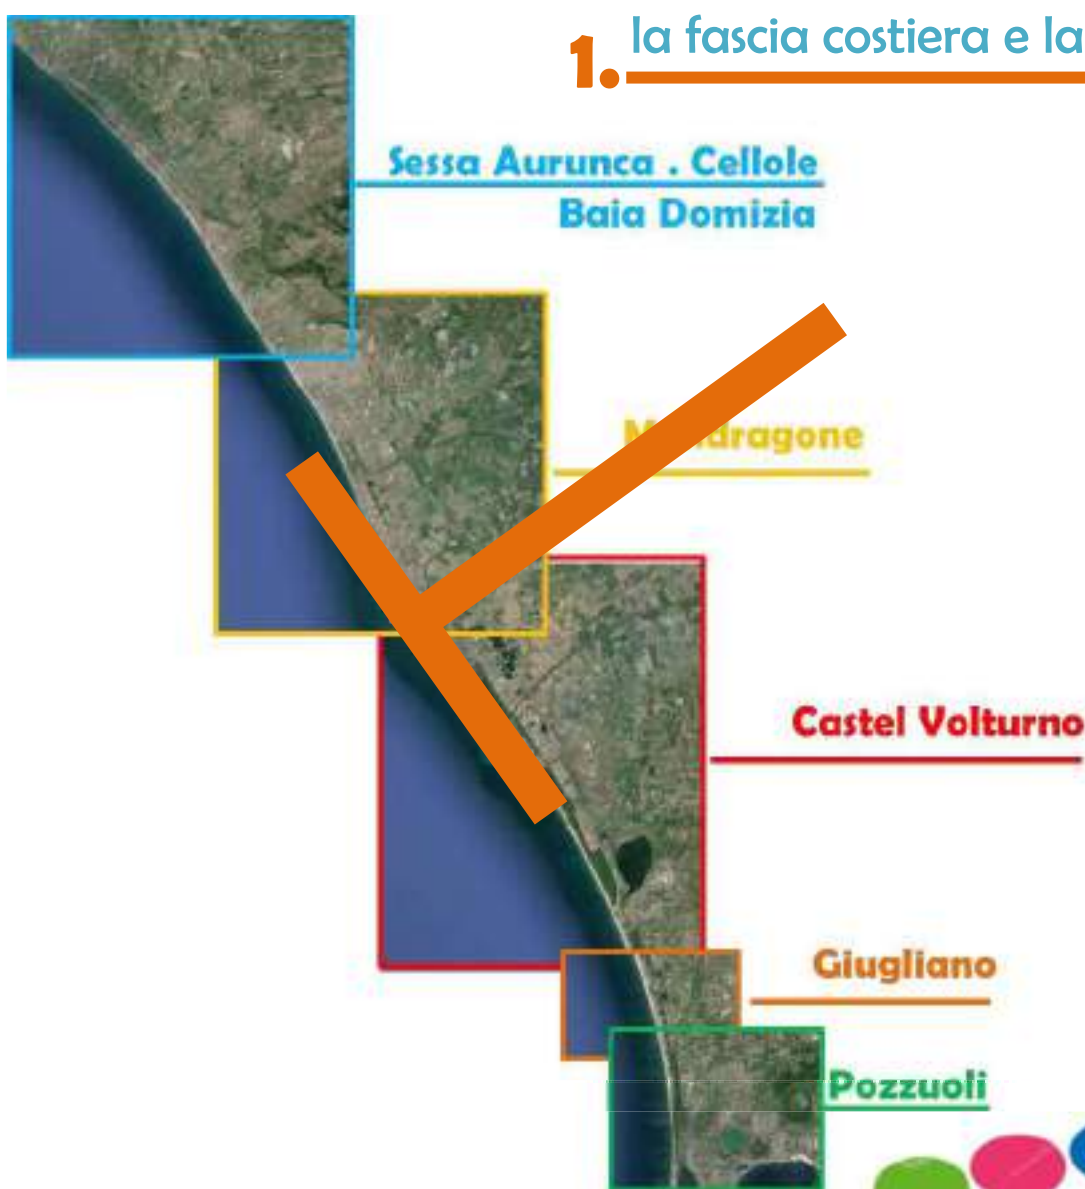 1. la fascia costiera e la
Sessa Aurunca . Cellole
Baia Domizia
Castel Volturno
Giugliano
Pozzuoli